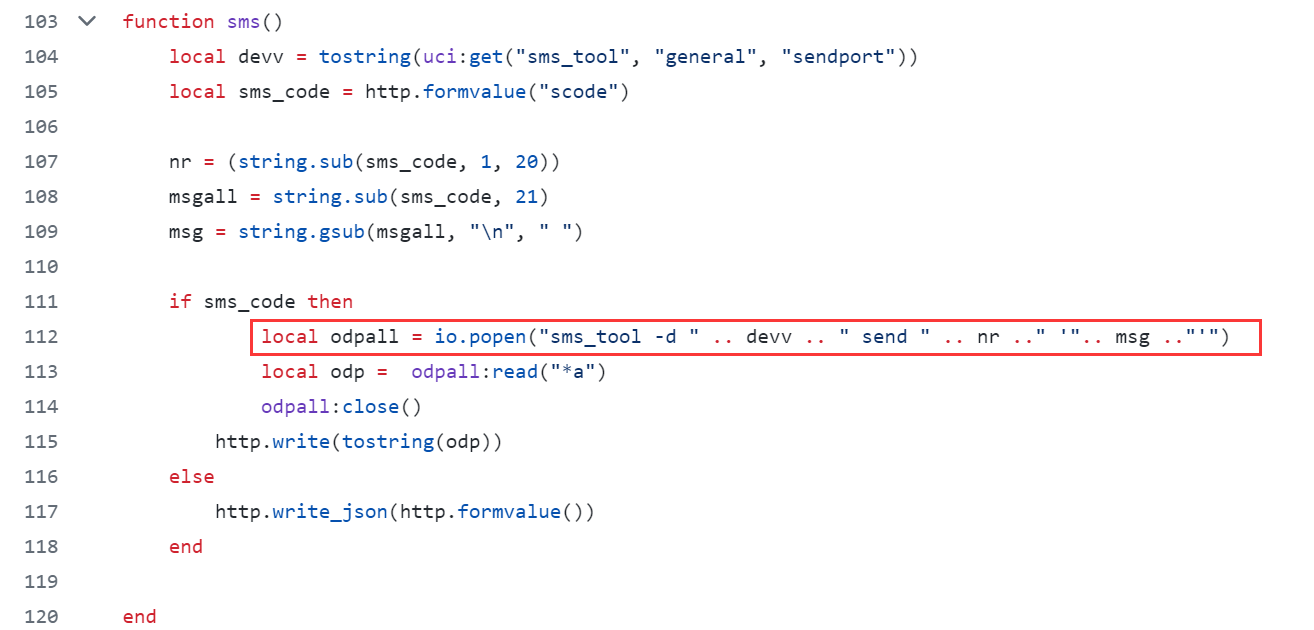 103 function sms()
104 local devv = tostring(uci:get("sms_tool", "general", "sendport"))
105 local sms_code = http.formvalue("scode")
106
107 nr = (string.sub(sms_code, 1, 20))
108 msgall = string.sub(sms_code, 21)
109 msg = string.gsub(msgall, "\n", " ")
110
111 if sms_code then
112 local odpall = io.popen("sms_tool -d " .. devv .. " send " .. nr .." '".. msg .."'")
113 local odp =  odpall:read("*a")
114 odpall:close()
115 http.write(tostring(odp))
116 else
117 http.write_json(http.formvalue())
118 end
119
120 end